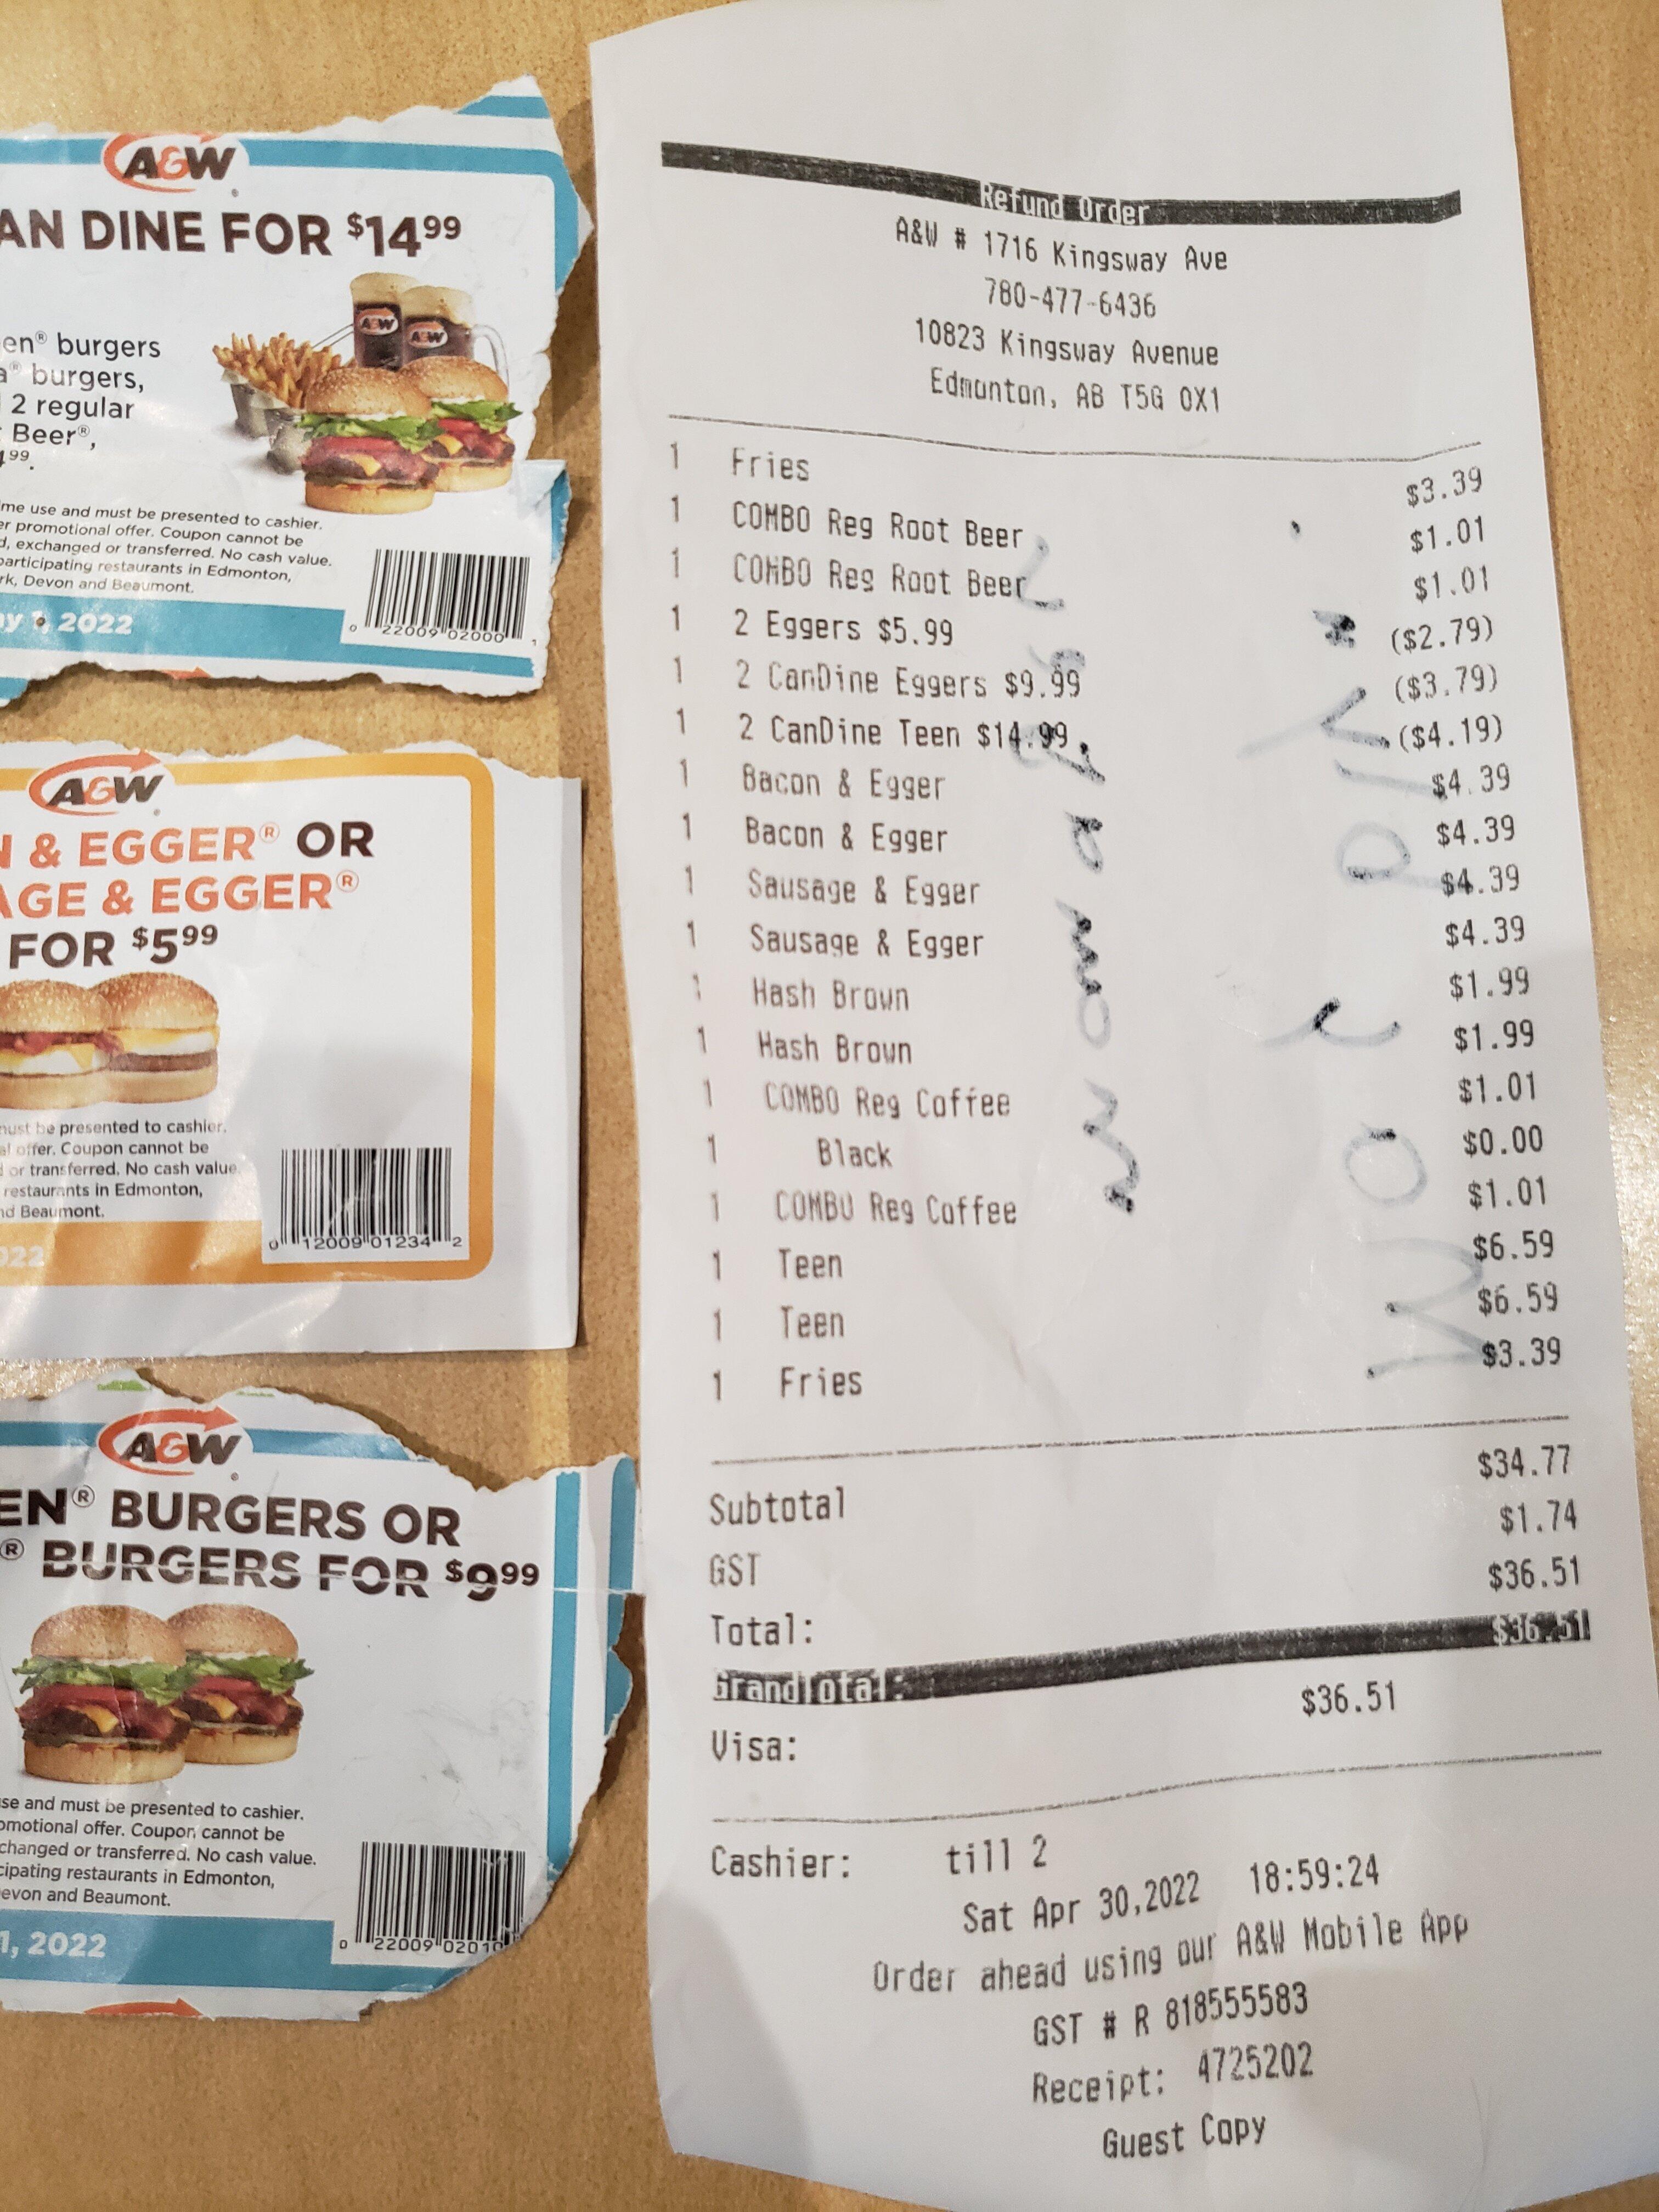 A&W
AN DINE FOR $14⁹⁹
en® burgers
a® burgers,
2 regular
Beer®,
4⁹⁹.
me use and must be presented to cashier.
er promotional offer. Coupon cannot be
d, exchanged or transferred. No cash value.
participating restaurants in Edmonton,
rk, Devon and Beaumont.
ay 1, 2022
0 22009 02000 1
A&W
N & EGGER® OR
AGE & EGGER®
FOR $5⁹⁹
must be presented to cashier.
al offer. Coupon cannot be
d or transferred. No cash value.
restaurants in Edmonton,
nd Beaumont.
022
0 12009 01234 2
A&W
EN® BURGERS OR
® BURGERS FOR $9⁹⁹
se and must be presented to cashier.
omotional offer. Coupon cannot be
changed or transferred. No cash value.
cipating restaurants in Edmonton,
evon and Beaumont.
1, 2022
0 22009 02010
Refund Order
A&W # 1716 Kingsway Ave
780-477-6436
10823 Kingsway Avenue
Edmonton, AB T5G 0X1
1 Fries $3.39
1 COMBO Reg Root Beer $1.01
1 COMBO Reg Root Beer $1.01
1 2 Eggers $5.99 ($2.79)
1 2 CanDine Eggers $9.99 ($3.79)
1 2 CanDine Teen $14.99 ($4.19)
1 Bacon & Egger $4.39
1 Bacon & Egger $4.39
1 Sausage & Egger $4.39
1 Sausage & Egger $4.39
1 Hash Brown $1.99
1 Hash Brown $1.99
1 COMBO Reg Coffee $1.01
1 Black $0.00
1 COMBO Reg Coffee $1.01
1 Teen $6.59
1 Teen $6.59
1 Fries $3.39
Subtotal $34.77
GST $1.74
Total: $36.51
GrandTotal: $36.51
Visa: $36.51
Cashier: till 2
Sat Apr 30,2022 18:59:24
Order ahead using our A&W Mobile App
GST # R 818555583
Receipt: 4725202
Guest Copy